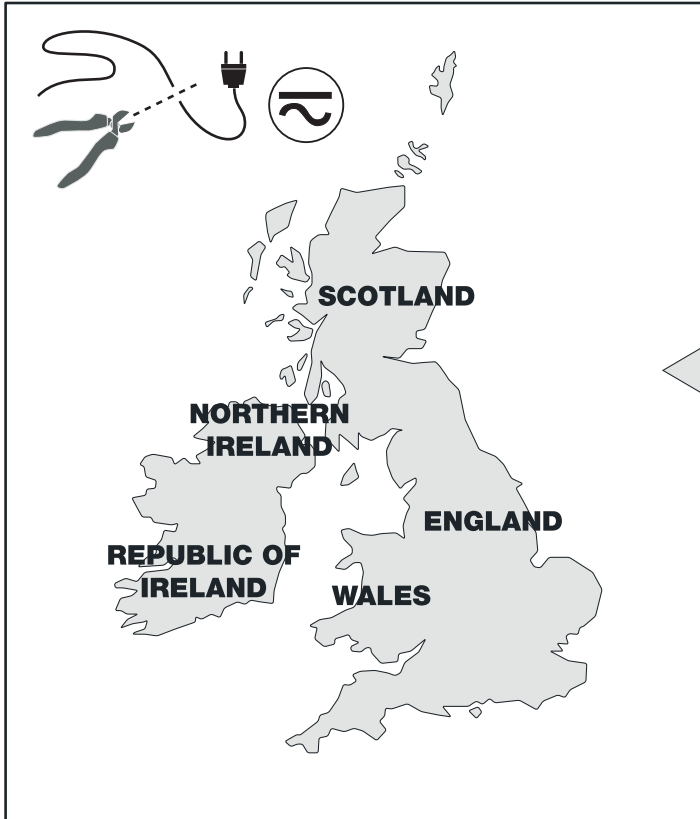 SCOTLAND
NORTHERN
IRELAND
ENGLAND
REPUBLIC OF
IRELAND
WALES